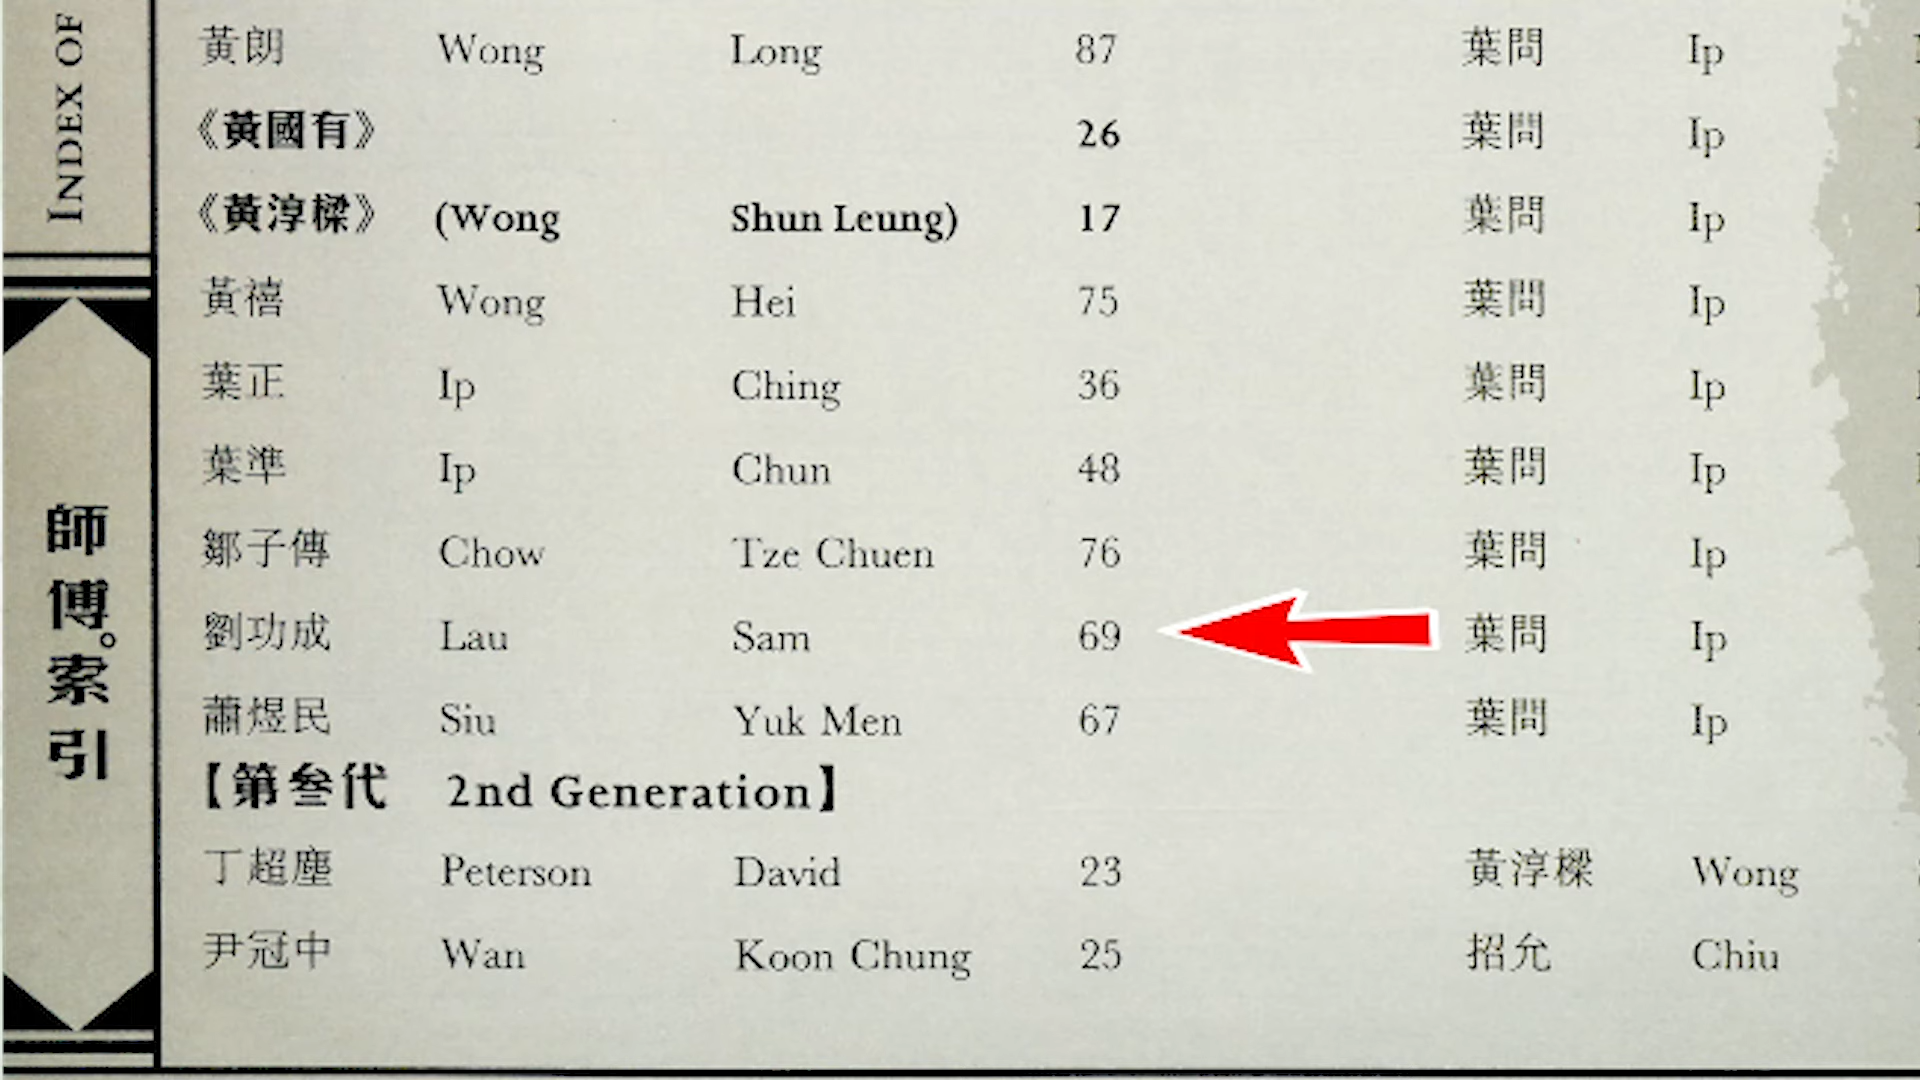 INDEX OF
師傅。索引
黃朗 Wong Long 87 葉問 Ip
《黃國有》 26 葉問 Ip
《黃淳樑》 (Wong Shun Leung) 17 葉問 Ip
黃禧 Wong Hei 75 葉問 Ip
葉正 Ip Ching 36 葉問 Ip
葉準 Ip Chun 48 葉問 Ip
鄒子傳 Chow Tze Chuen 76 葉問 Ip
劉功成 Lau Sam 69 葉問 Ip
蕭煜民 Siu Yuk Men 67 葉問 Ip
【第叁代 2nd Generation】
丁超塵 Peterson David 23 黃淳樑 Wong
尹冠中 Wan Koon Chung 25 招允 Chiu